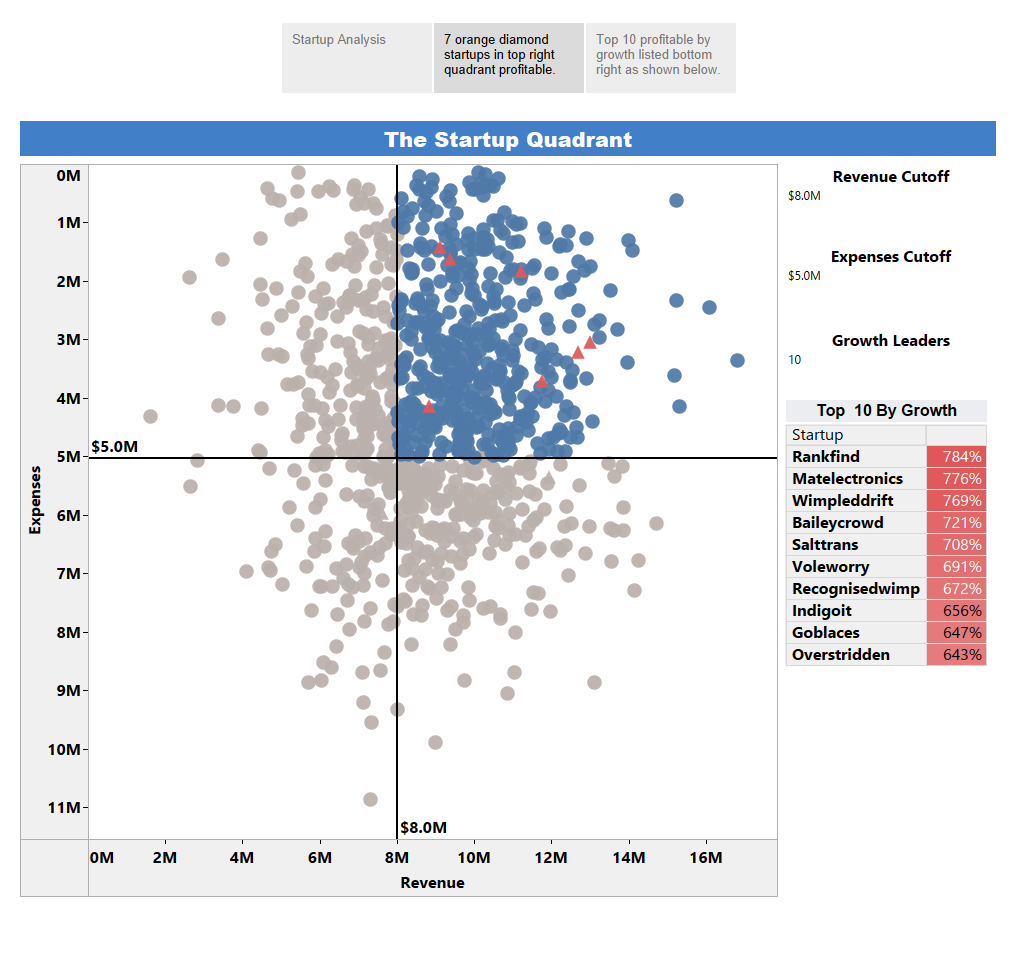 Startup Analysis
7 orange diamond
startups in top right
quadrant profitable.
Top 10 profitable by
growth listed bottom
right as shown below.
The Startup Quadrant
0M
1M
2M
3M
4M
5M
6M
7M
8M
9M
10M
11M
Expenses
$5.0M
$8.0M
0M 2M 4M 6M 8M 10M 12M 14M 16M
Revenue
Revenue Cutoff
$8.0M
Expenses Cutoff
$5.0M
Growth Leaders
10
Top 10 By Growth
Startup
Rankfind 784%
Matelectronics 776%
Wimpleddrift 769%
Baileycrowd 721%
Salttrans 708%
Voleworry 691%
Recognisedwimp 672%
Indigoit 656%
Goblaces 647%
Overstridden 643%